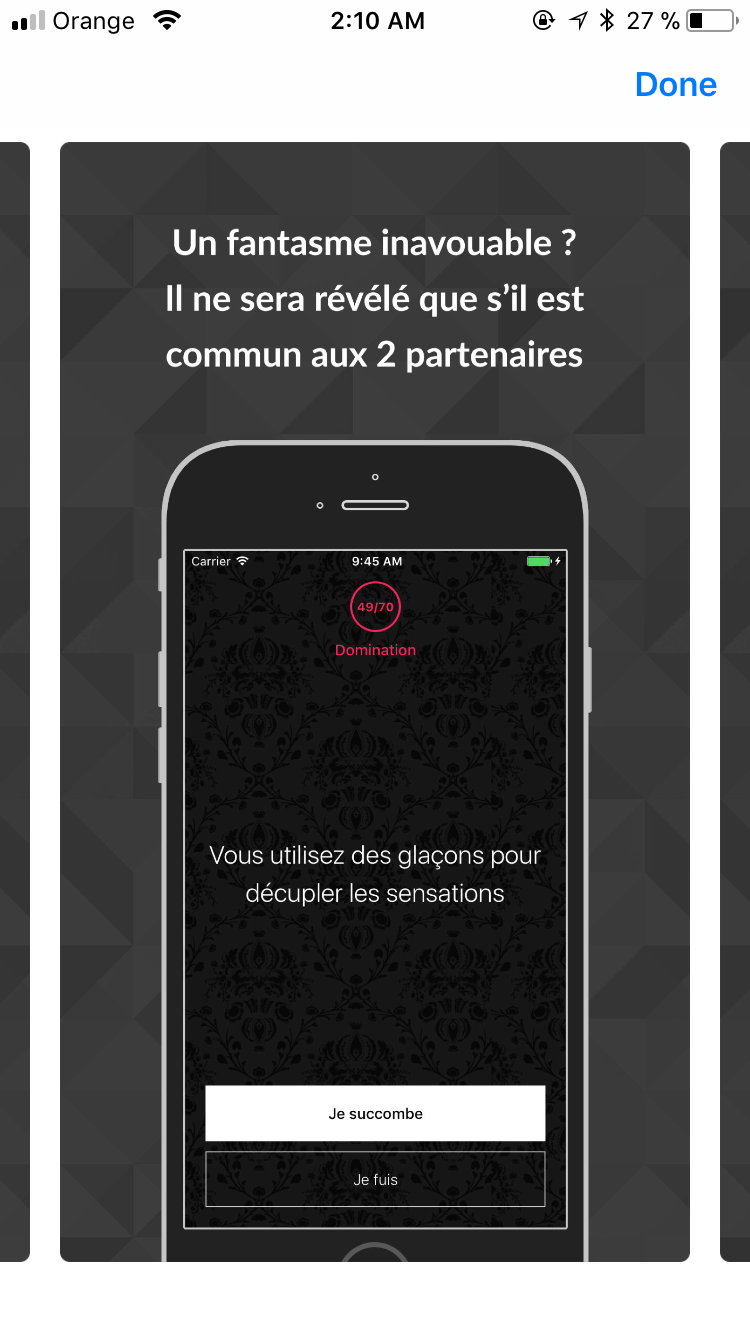 Orange 2:10 AM 27 %
Done
Un fantasme inavouable ?
Il ne sera révélé que s’il est
commun aux 2 partenaires
Carrier 9:45 AM
49/70
Domination
Vous utilisez des glaçons pour
décupler les sensations
Je succombe
Je fuis